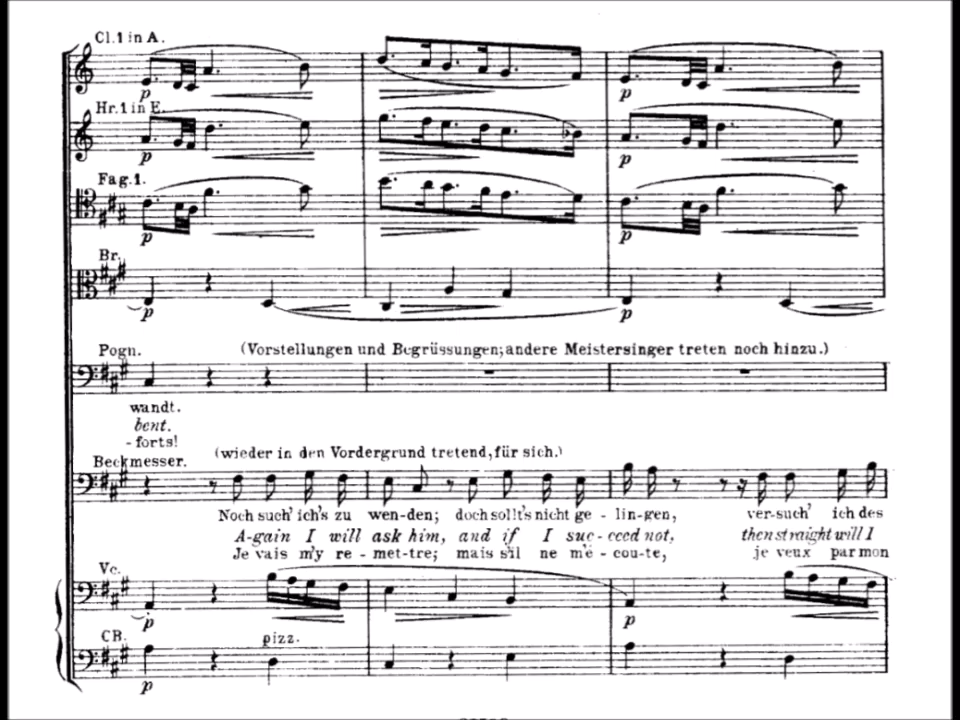 Cl.1 in A.
p p
Hr.1 in E.
p p
Fag.1.
p p
Br.
p p
Pogn. (Vorstellungen und Begrüssungen; andere Meistersinger treten noch hinzu.)
wandt.
bent.
- forts!
Beckmesser. (wieder in den Vordergrund tretend, für sich.)
Noch such' ich's zu wen-den; doch sollt's nicht ge - lin-gen, ver-such' ich des
A-gain I will ask him, and if I suc-ceed not, then straight will I
Je vais m'y re - met-tre; mais s'il ne m'é - cou-te, je veux par mon
Vc.
p p
CB. pizz.
p